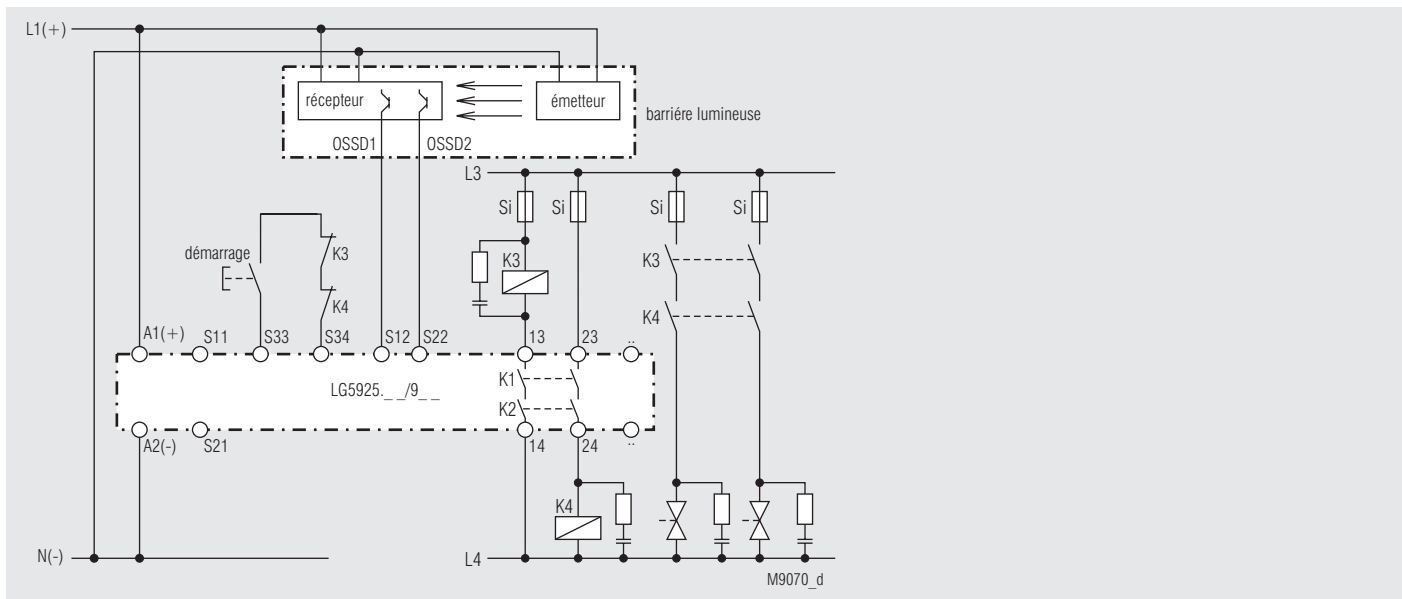 L1(+)
récepteur
émetteur
barriére lumineuse
OSSD1
OSSD2
L3
Si
Si
Si
Si
démarrage
K3
K4
K3
K3
K4
A1(+)
S11
S33
S34
S12
S22
13
23
..
K1
LG5925._ _/9_ _
K2
A2(-)
S21
14
24
..
K4
N(-)
L4
M9070_d